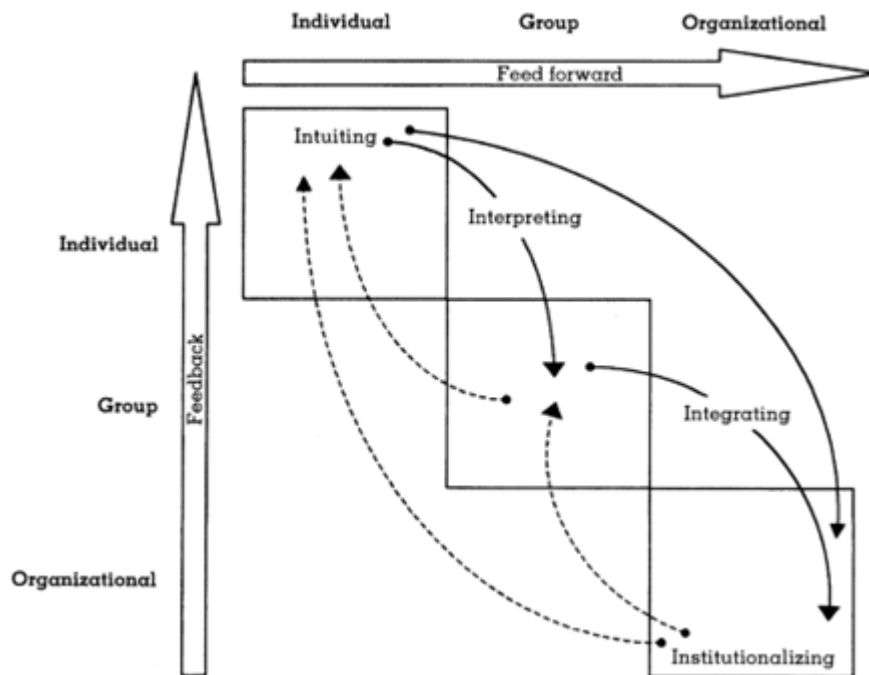 Individual Group Organizational
Feed forward
Intuiting
Interpreting
Individual
Feedback
Group
Integrating
Organizational
Institutionalizing